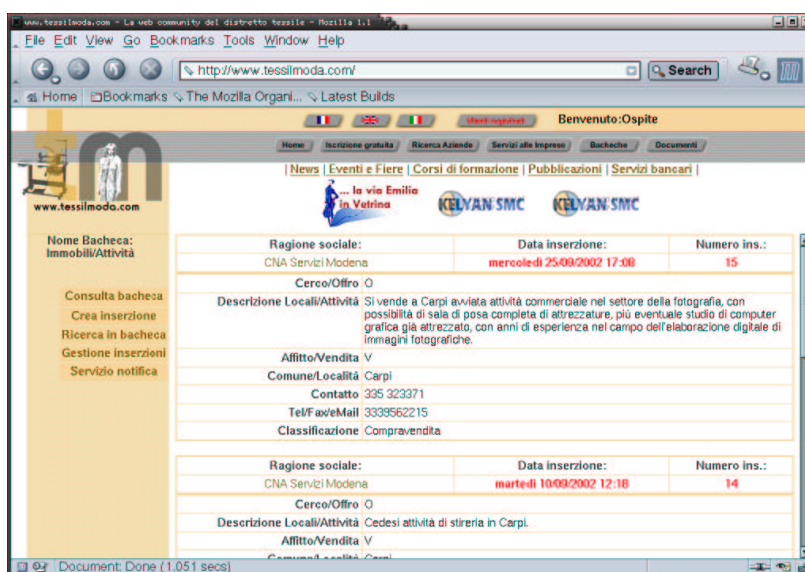 www.tessilmoda.com - La web community del distretto tessile - Mozilla 1.1
File Edit View Go Bookmarks Tools Window Help
http://www.tessilmoda.com/
Search
Home Bookmarks The Mozilla Organi... Latest Builds
Benvenuto:Ospite
Home Iscrizione gratuita Ricerca Aziende Servizi alle Imprese Bacheche Documenti
| News | Eventi e Fiere | Corsi di formazione | Pubblicazioni | Servizi bancari |
tm
www.tessilmoda.com
... la via Emilia
in Vetrina
KELYAN SMC KELYAN SMC
Nome Bacheca:
Immobili/Attività
Consulta bacheca
Crea inserzione
Ricerca in bacheca
Gestione inserzioni
Servizio notifica
Ragione sociale: Data inserzione: Numero ins.:
CNA Servizi Modena mercoledì 25/09/2002 17:08 15
Cerco/Offro O
Descrizione Locali/Attività Si vende a Carpi avviata attività commerciale nel settore della fotografia, con
possibilità di sala di posa completa di attrezzature, più eventuale studio di computer
grafica già attrezzato, con anni di esperienza nel campo dell'elaborazione digitale di
immagini fotografiche.
Affitto/Vendita V
Comune/Località Carpi
Contatto 335 323371
Tel/Fax/eMail 3339562215
Classificazione Compravendita
Ragione sociale: Data inserzione: Numero ins.:
CNA Servizi Modena martedì 10/09/2002 12:18 14
Cerco/Offro O
Descrizione Locali/Attività Cedesi attività di stireria in Carpi.
Affitto/Vendita V
Comune/Località Carpi
Document: Done (1.051 secs)